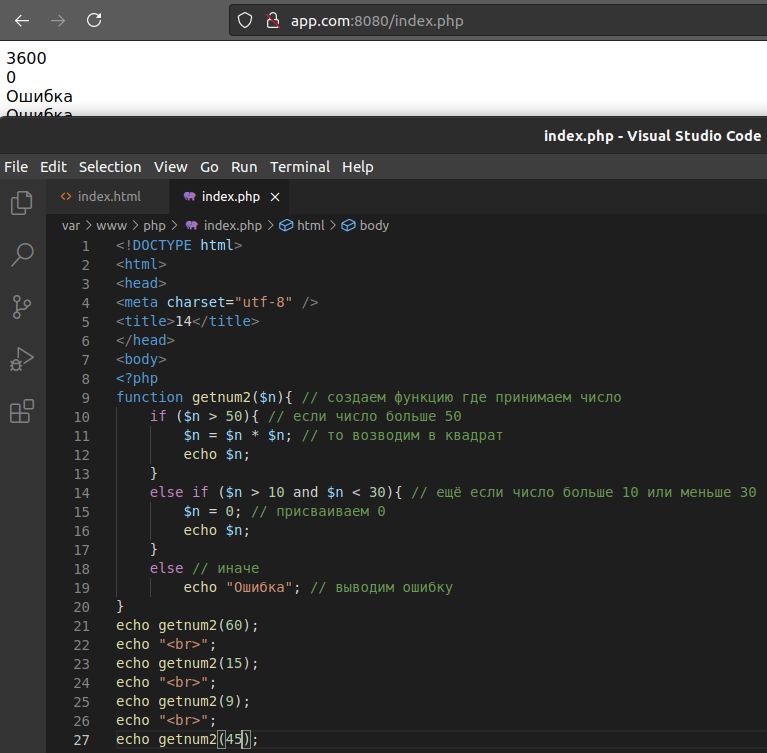 app.com:8080/index.php
3600
0
Ошибка
Ошибка
index.php - Visual Studio Code
File Edit Selection View Go Run Terminal Help
<> index.html index.php ×
var > www > php > index.php > html > body
1 <!DOCTYPE html>
2 <html>
3 <head>
4 <meta charset="utf-8" />
5 <title>14</title>
6 </head>
7 <body>
8 <?php
9 function getnum2($n){ // создаем функцию где принимаем число
10 if ($n > 50){ // если число больше 50
11 $n = $n * $n; // то возводим в квадрат
12 echo $n;
13 }
14 else if ($n > 10 and $n < 30){ // ещё если число больше 10 или меньше 30
15 $n = 0; // присваиваем 0
16 echo $n;
17 }
18 else // иначе
19 echo "Ошибка"; // выводим ошибку
20 }
21 echo getnum2(60);
22 echo "<br>";
23 echo getnum2(15);
24 echo "<br>";
25 echo getnum2(9);
26 echo "<br>";
27 echo getnum2(45);